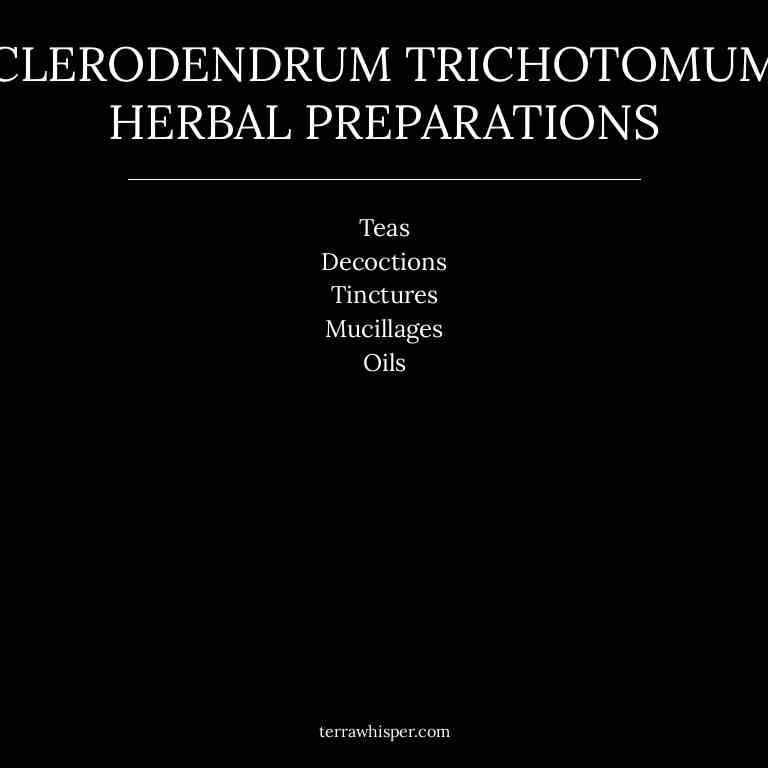 CLERODENDRUM TRICHOTOMUM
HERBAL PREPARATIONS
Teas
Decoctions
Tinctures
Mucillages
Oils
terrawhisper.com